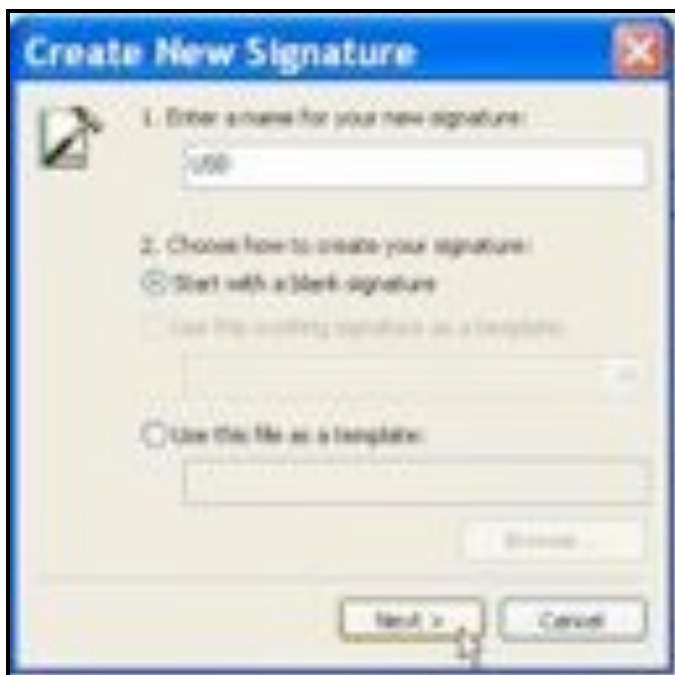 Create New Signature
1. Enter a name for your new signature:
USD
2. Choose how to create your signature:
Start with a blank signature
Use this existing signature as a template:
Use this file as a template:
Browse...
Next >
Cancel